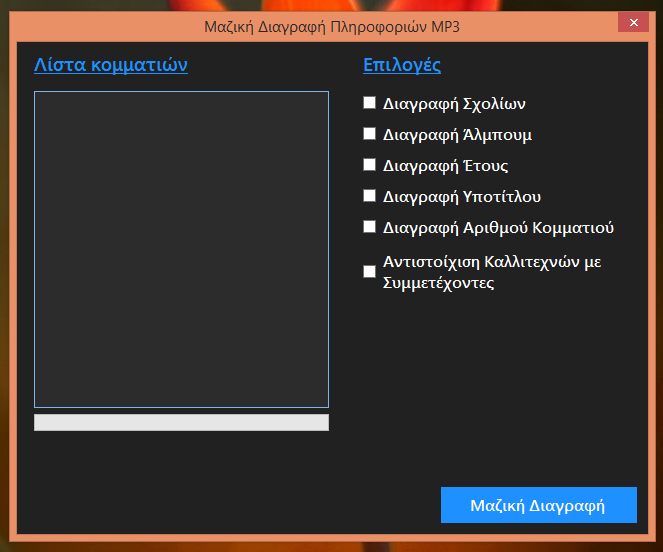 Μαζική Διαγραφή Πληροφοριών MP3
Λίστα κομματιών
Επιλογές
Διαγραφή Σχολίων
Διαγραφή Άλμπουμ
Διαγραφή Έτους
Διαγραφή Υποτίτλου
Διαγραφή Αριθμού Κομματιού
Αντιστοίχιση Καλλιτεχνών με
Συμμετέχοντες
Μαζική Διαγραφή